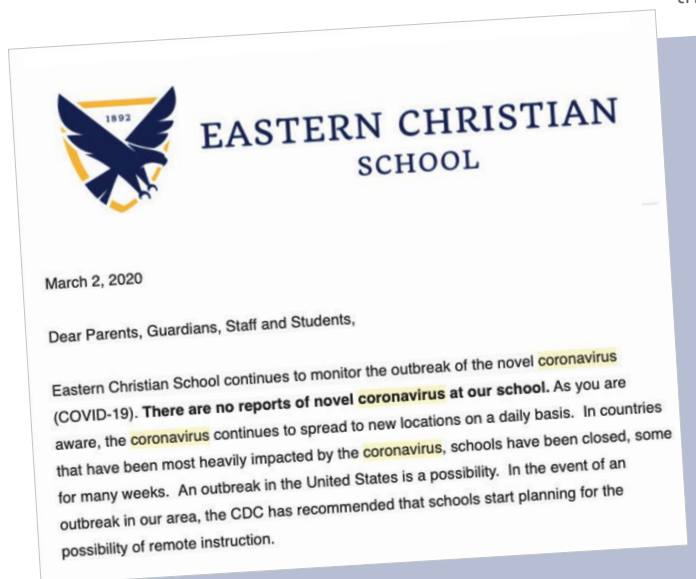 1892
EASTERN CHRISTIAN
SCHOOL
March 2, 2020
Dear Parents, Guardians, Staff and Students,
Eastern Christian School continues to monitor the outbreak of the novel coronavirus
(COVID-19). There are no reports of novel coronavirus at our school. As you are
aware, the coronavirus continues to spread to new locations on a daily basis. In countries
that have been most heavily impacted by the coronavirus, schools have been closed, some
for many weeks. An outbreak in the United States is a possibility. In the event of an
outbreak in our area, the CDC has recommended that schools start planning for the
possibility of remote instruction.